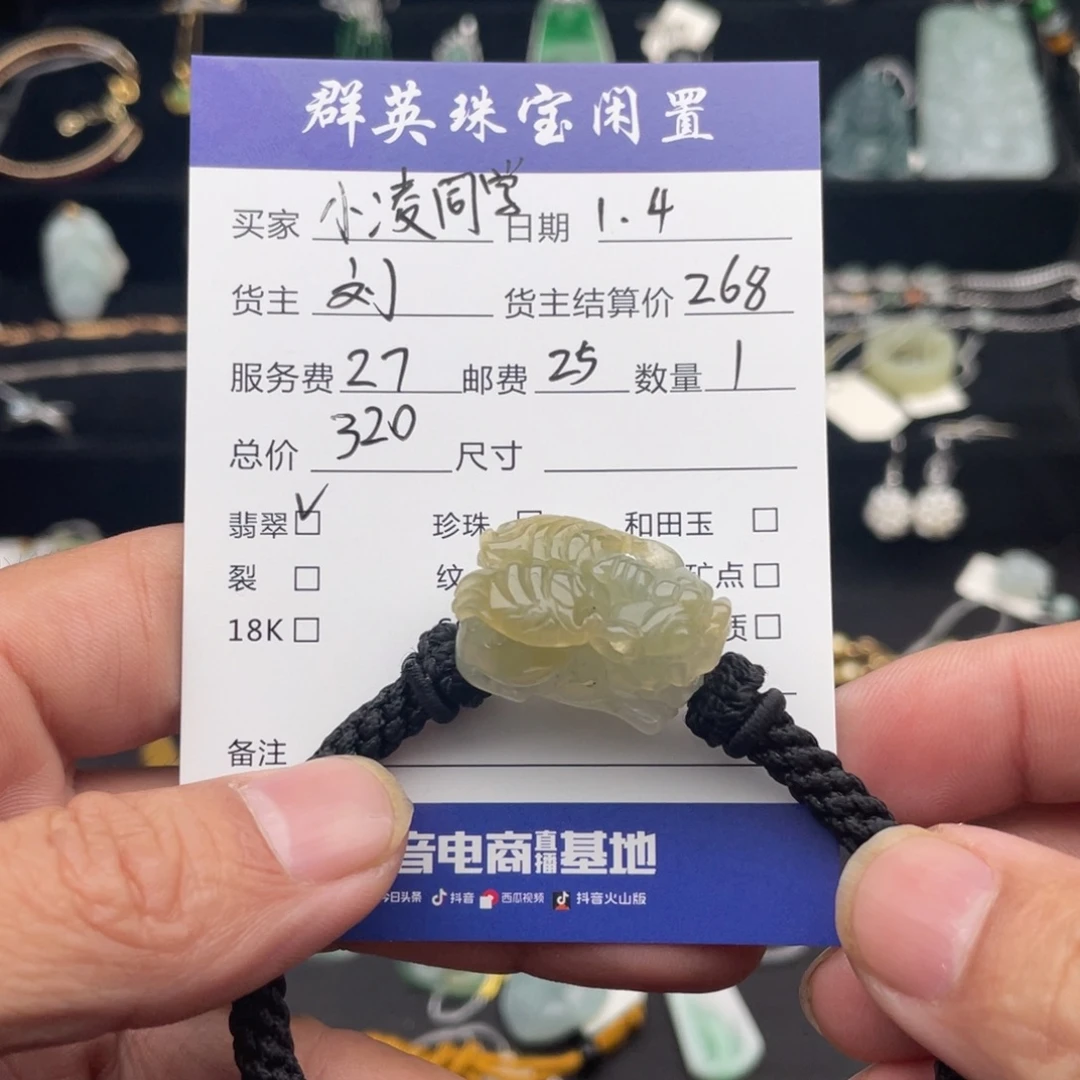 群英珠宝闲置
买家 小凌同学 日期 1.4
货主 刘 货主结算价 268
服务费 27 邮费 25 数量 1
总价 320 尺寸
翡翠 ✓ 珍珠 和田玉
裂 纹 矿点
18K 质
备注
音电商直播基地
今日头条 抖音 西瓜视频 抖音火山版